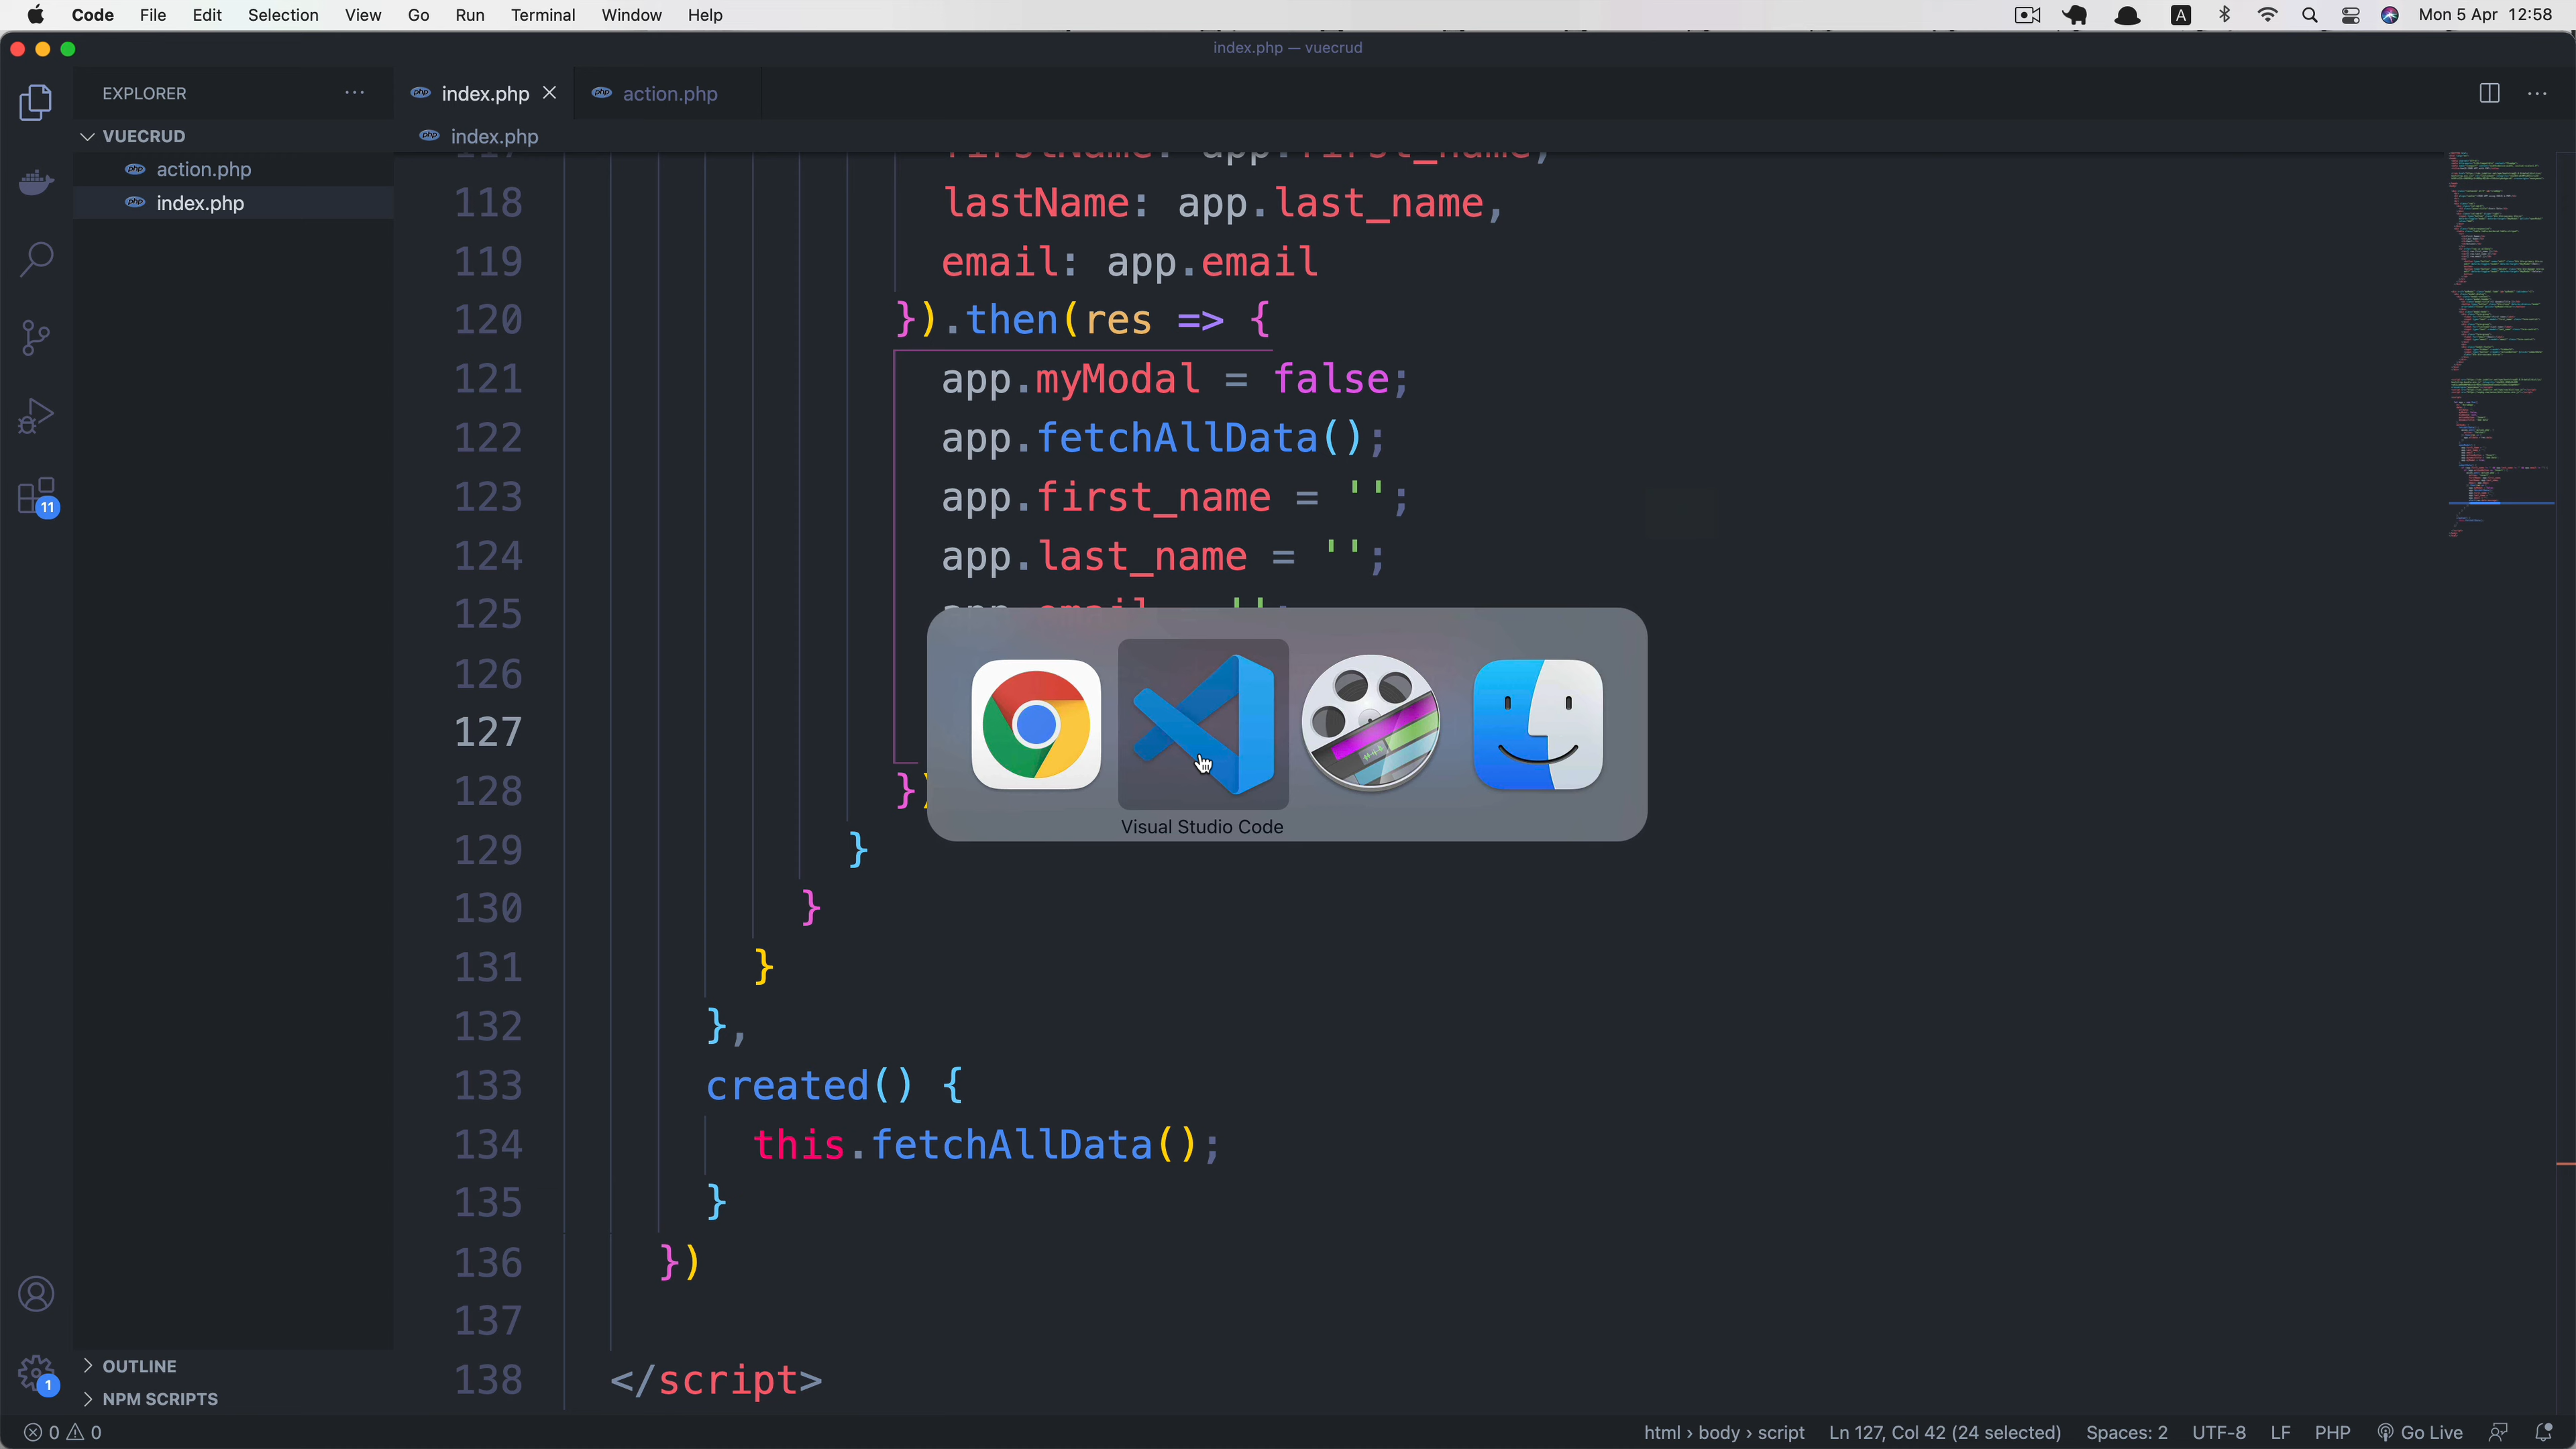 Code File Edit Selection View Go Run Terminal Window Help
A
Mon 5 Apr 12:58
index.php — vuecrud
EXPLORER
index.php
action.php
VUECRUD
action.php
index.php
index.php
11
firstName: app.first_name,
118 lastName: app.last_name,
119 email: app.email
120 }).then(res => {
121 app.myModal = false;
122 app.fetchAllData();
123 app.first_name = '';
124 app.last_name = '';
125 app.email = '';
126
127
128 })
129 }
130 }
131 }
132 },
133 created() {
134 this.fetchAllData();
135 }
136 })
137
138 </script>
Visual Studio Code
OUTLINE
NPM SCRIPTS
1
0 0
html › body › script
Ln 127, Col 42 (24 selected)
Spaces: 2
UTF-8
LF
PHP
Go Live